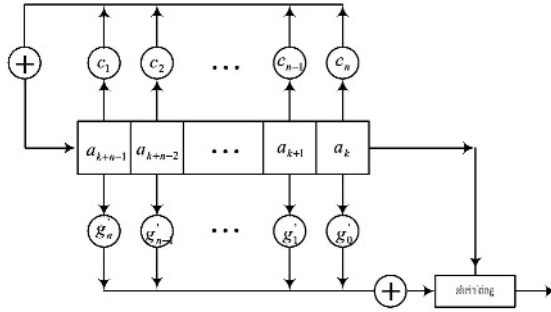 + c₁ c₂ ··· cₙ₋₁ cₙ
aₖ₊ₙ₋₁ aₖ₊ₙ₋₂ ··· aₖ₊₁ aₖ
g'ₙ g'ₙ₋₁ ··· g'₁ g'₀
+ shrinking